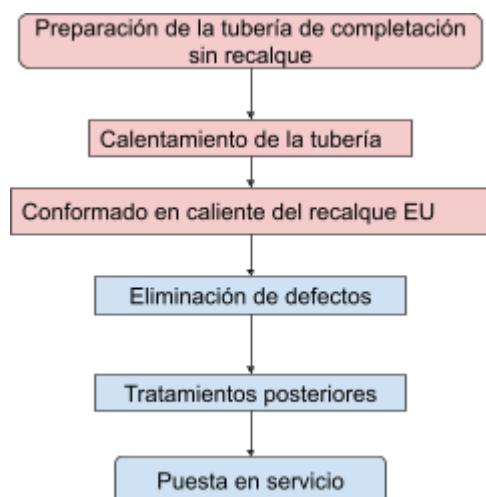 Preparación de la tubería de completación
sin recalque
Calentamiento de la tubería
Conformado en caliente del recalque EU
Eliminación de defectos
Tratamientos posteriores
Puesta en servicio